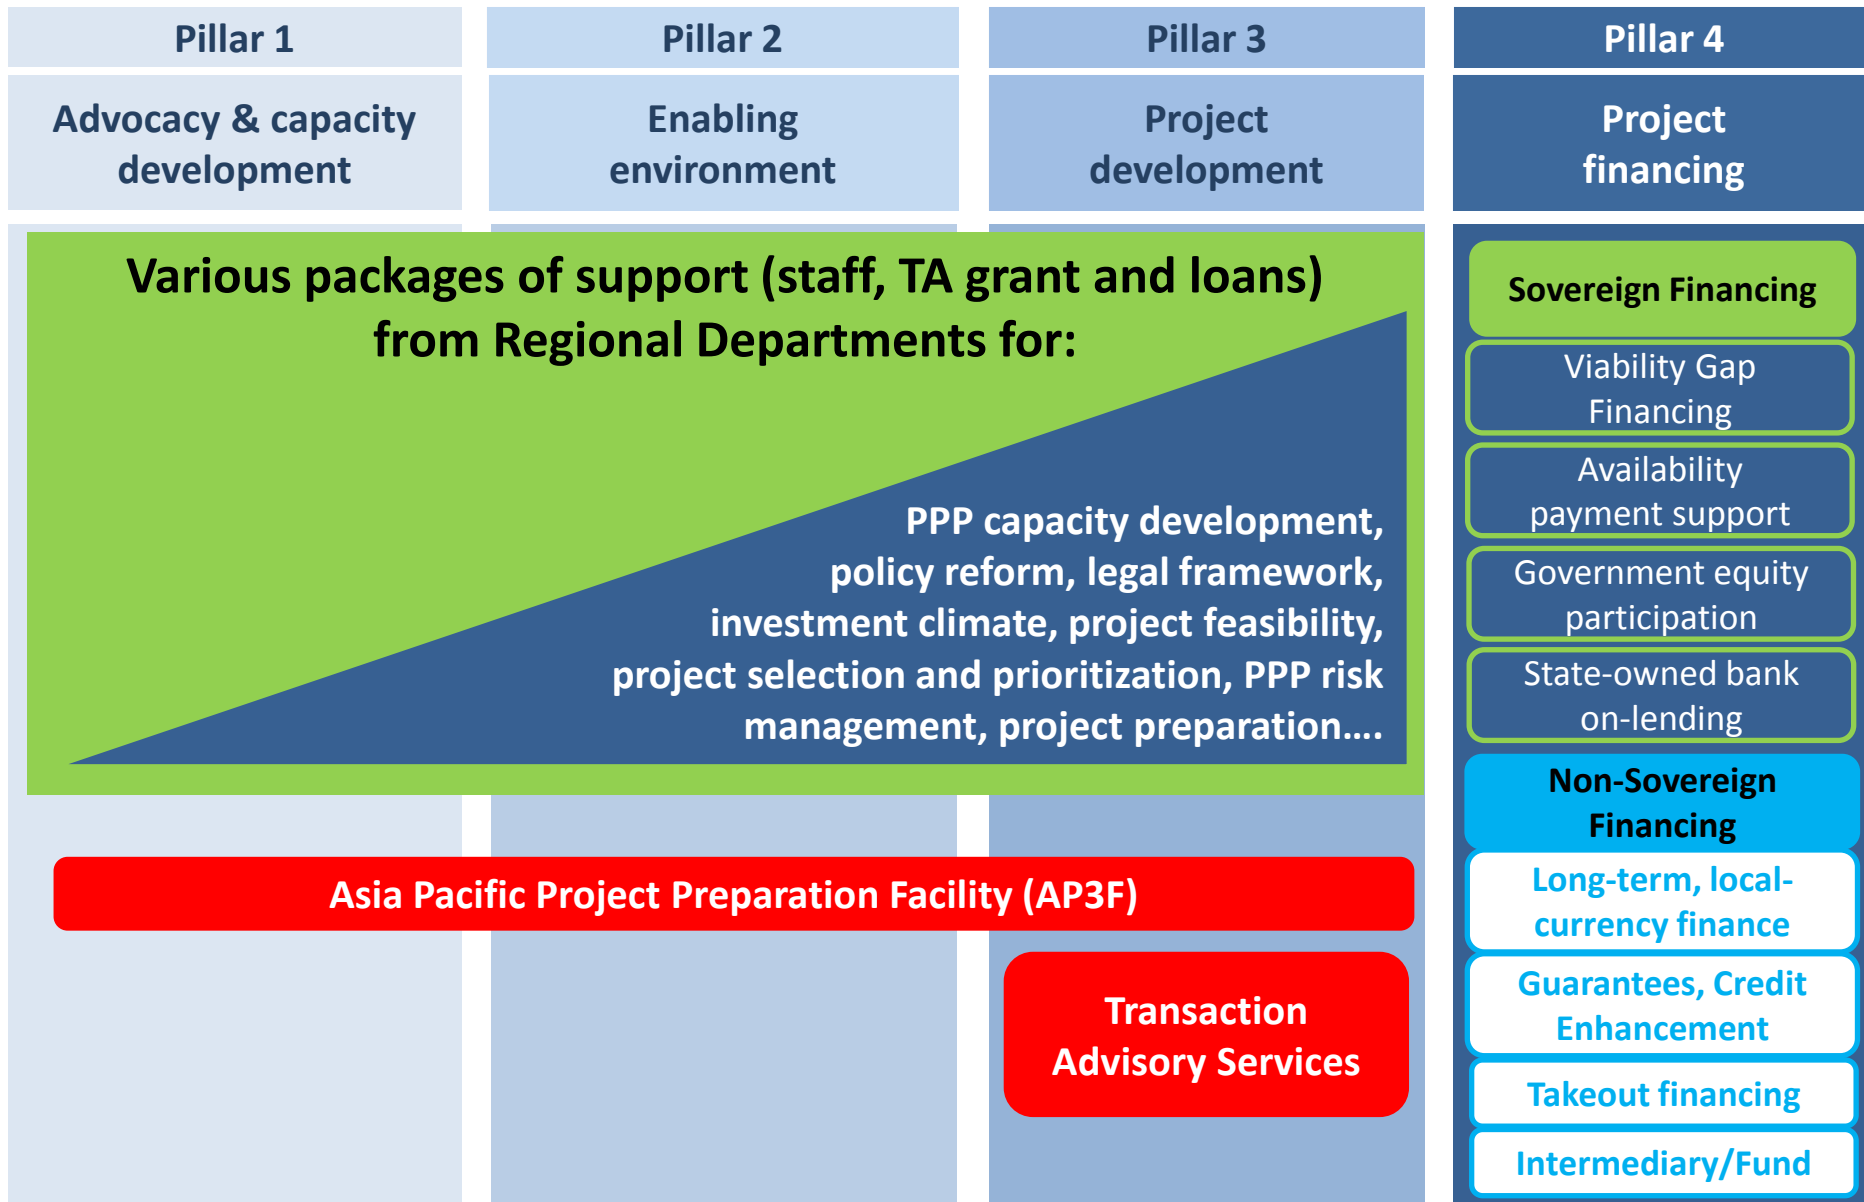 Pillar 1
Pillar 2
Pillar 3
Pillar 4
Advocacy & capacity
development
Enabling
environment
Project
development
Project
financing
Various packages of support (staff, TA grant and loans)
from Regional Departments for:
PPP capacity development,
policy reform, legal framework,
investment climate, project feasibility,
project selection and prioritization, PPP risk
management, project preparation....
Asia Pacific Project Preparation Facility (AP3F)
Transaction
Advisory Services
Sovereign Financing
Viability Gap
Financing
Availability
payment support
Government equity
participation
State-owned bank
on-lending
Non-Sovereign
Financing
Long-term, local-
currency finance
Guarantees, Credit
Enhancement
Takeout financing
Intermediary/Fund